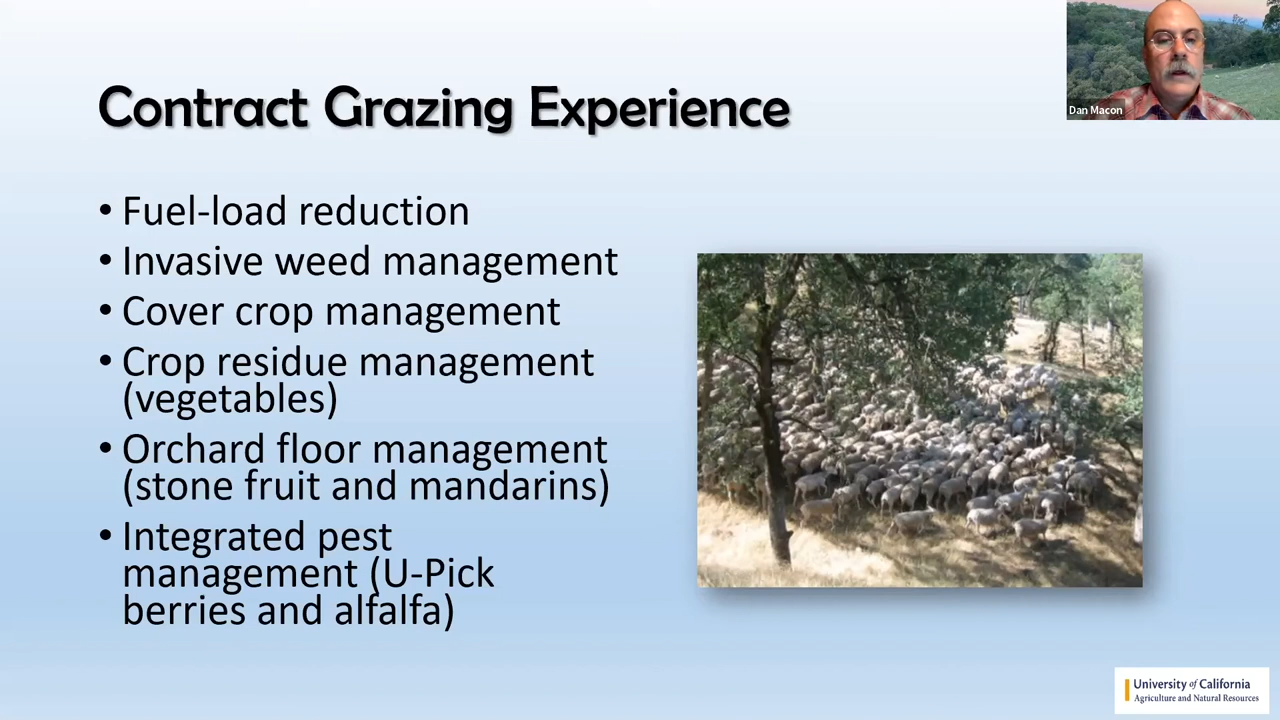 Contract Grazing Experience
Dan Macon
• Fuel-load reduction
• Invasive weed management
• Cover crop management
• Crop residue management
(vegetables)
• Orchard floor management
(stone fruit and mandarins)
• Integrated pest
management (U-Pick
berries and alfalfa)
University of California
Agriculture and Natural Resources